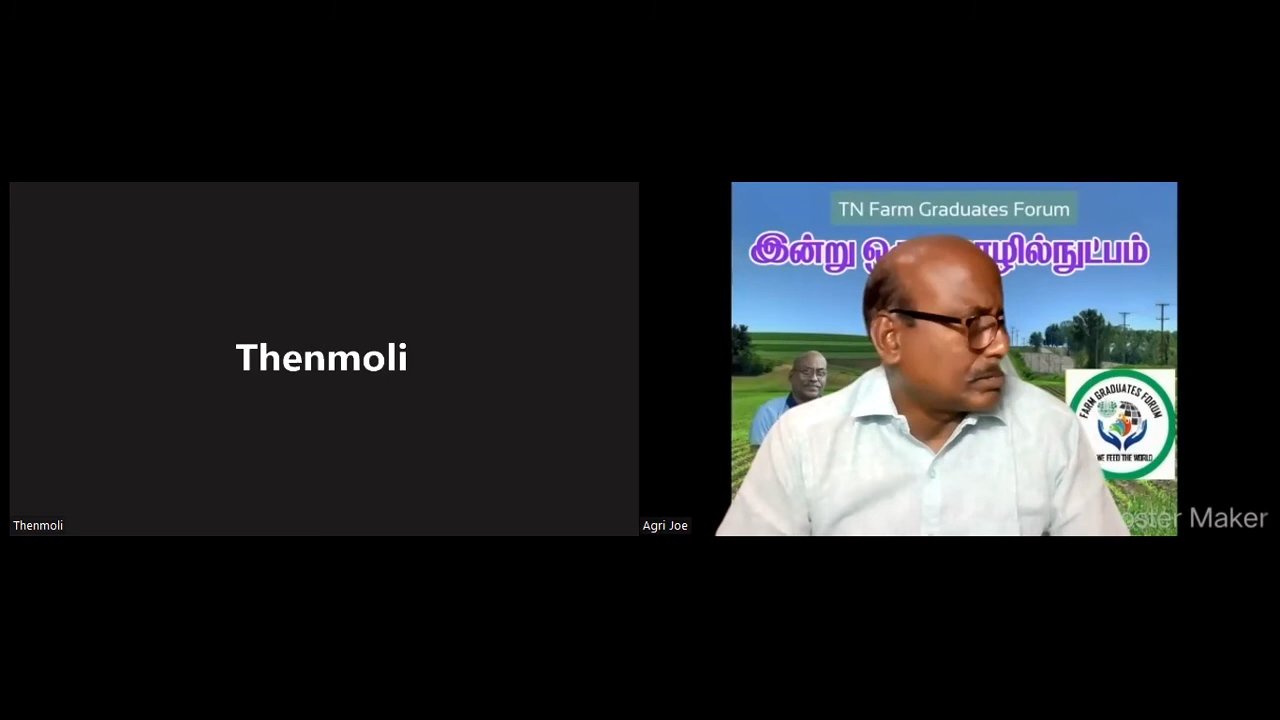 Thenmoli
Thenmoli
Agri Joe
TN Farm Graduates Forum
இன்று
FARM GRADUATES FORUM
WE FEED THE WORLD
Maker